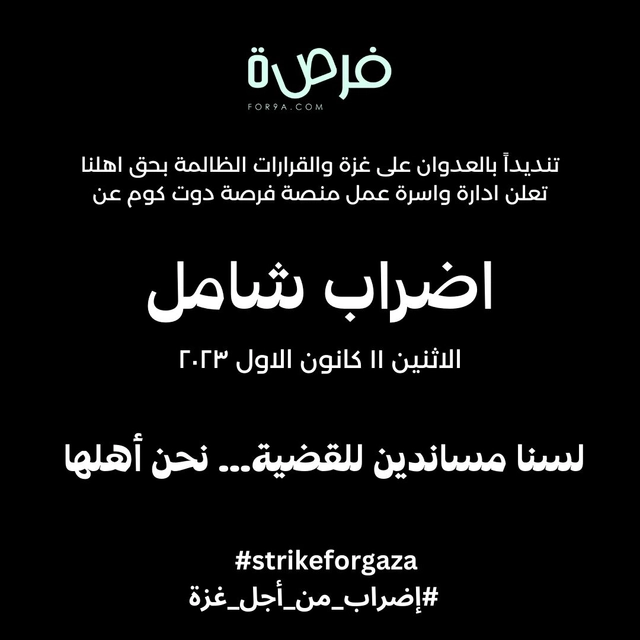 فرصة
FOR9A.COM
تنديداً بالعدوان على غزة والقرارات الظالمة بحق اهلنا
تعلن ادارة واسرة عمل منصة فرصة دوت كوم عن
اضراب شامل
الاثنين ١١ كانون الاول ٢٠٢٣
لسنا مساندين للقضية... نحن أهلها
#strikeforgaza
#إضراب_من_أجل_غزة